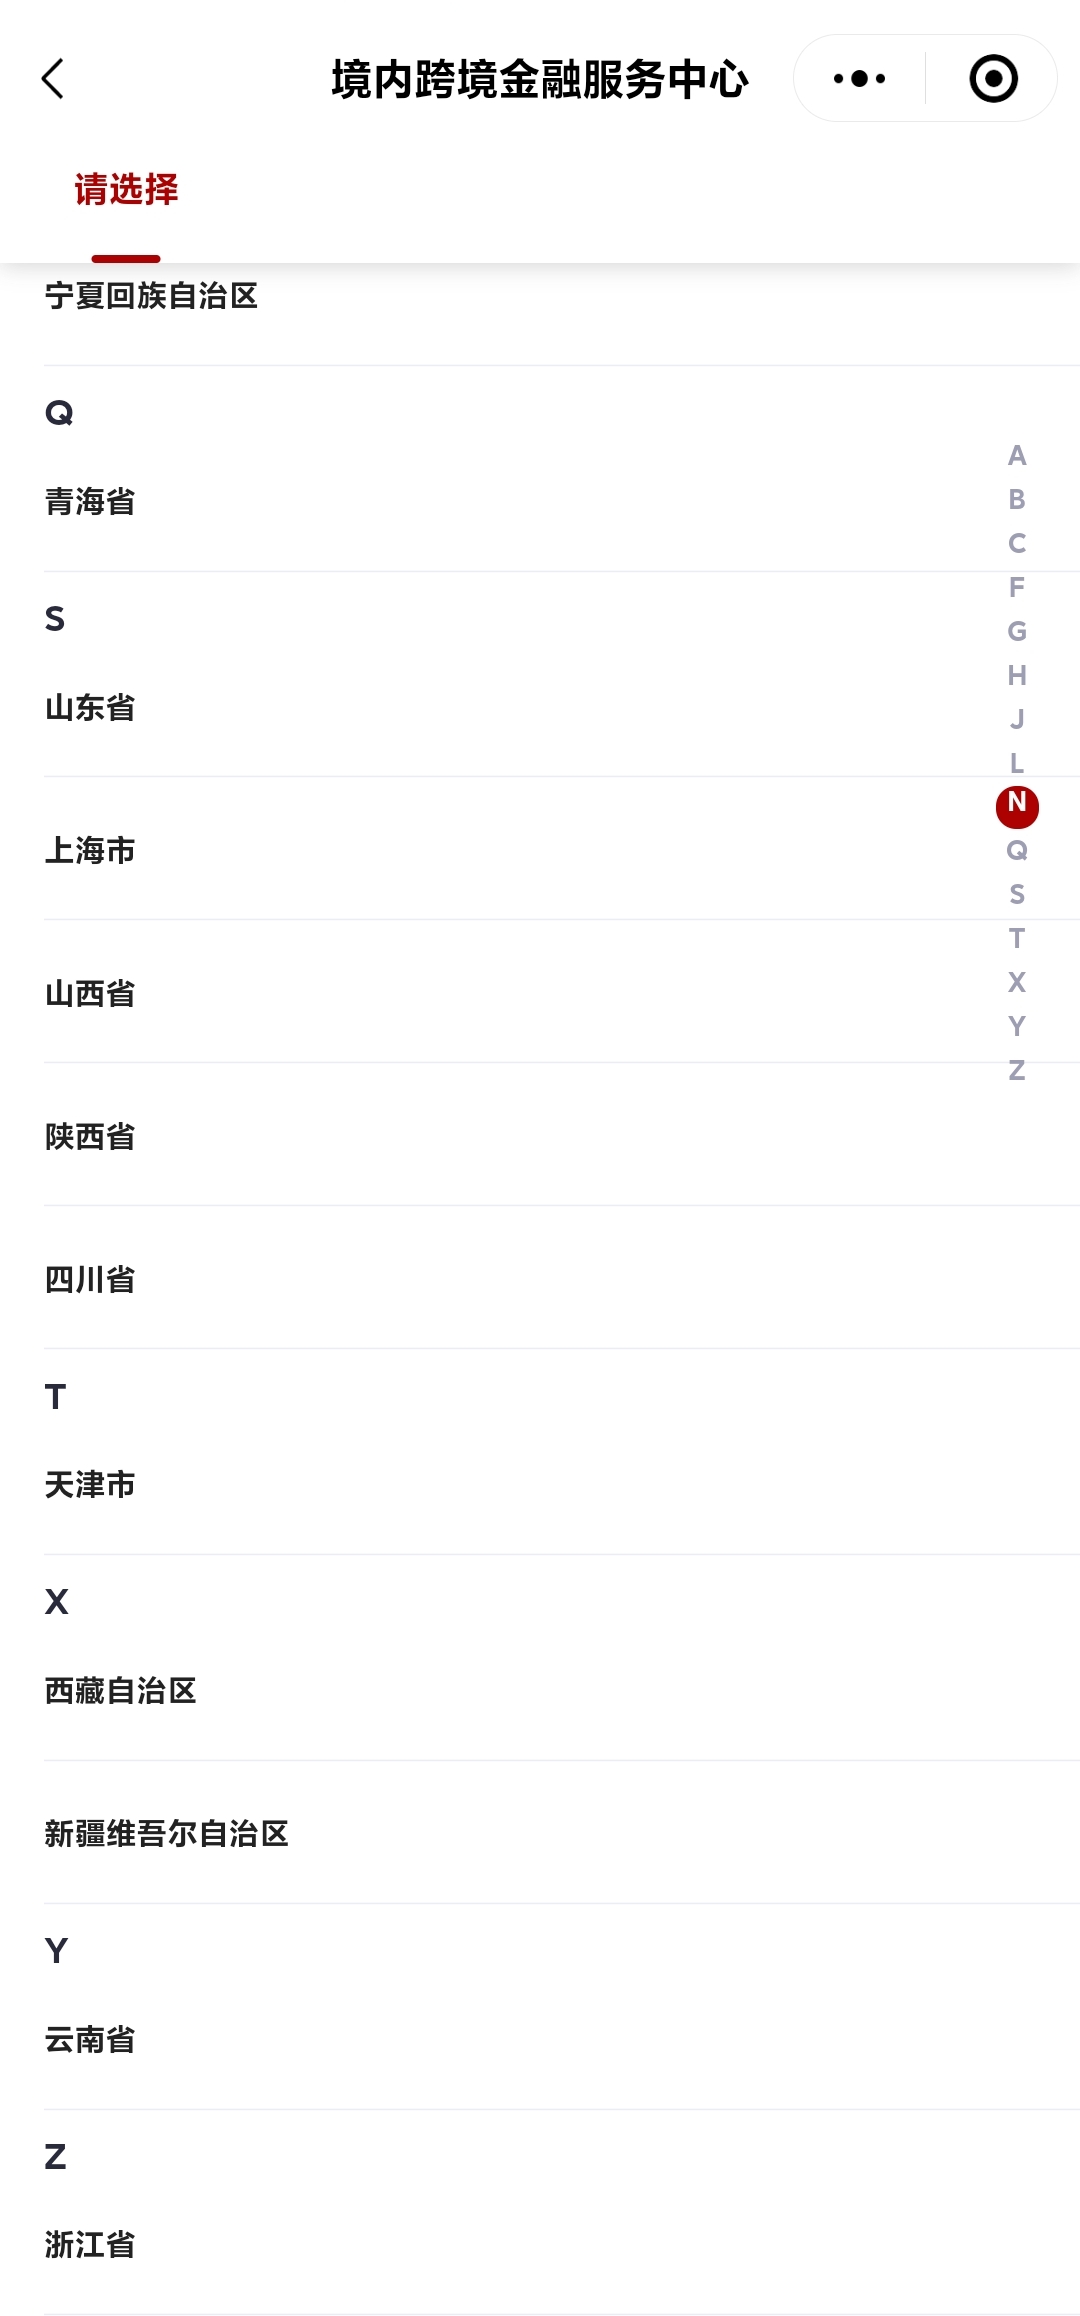 境内跨境金融服务中心
请选择
宁夏回族自治区
Q
青海省
S
山东省
上海市
山西省
陕西省
四川省
T
天津市
X
西藏自治区
新疆维吾尔自治区
Y
云南省
Z
浙江省
A
B
C
F
G
H
J
L
N
Q
S
T
X
Y
Z